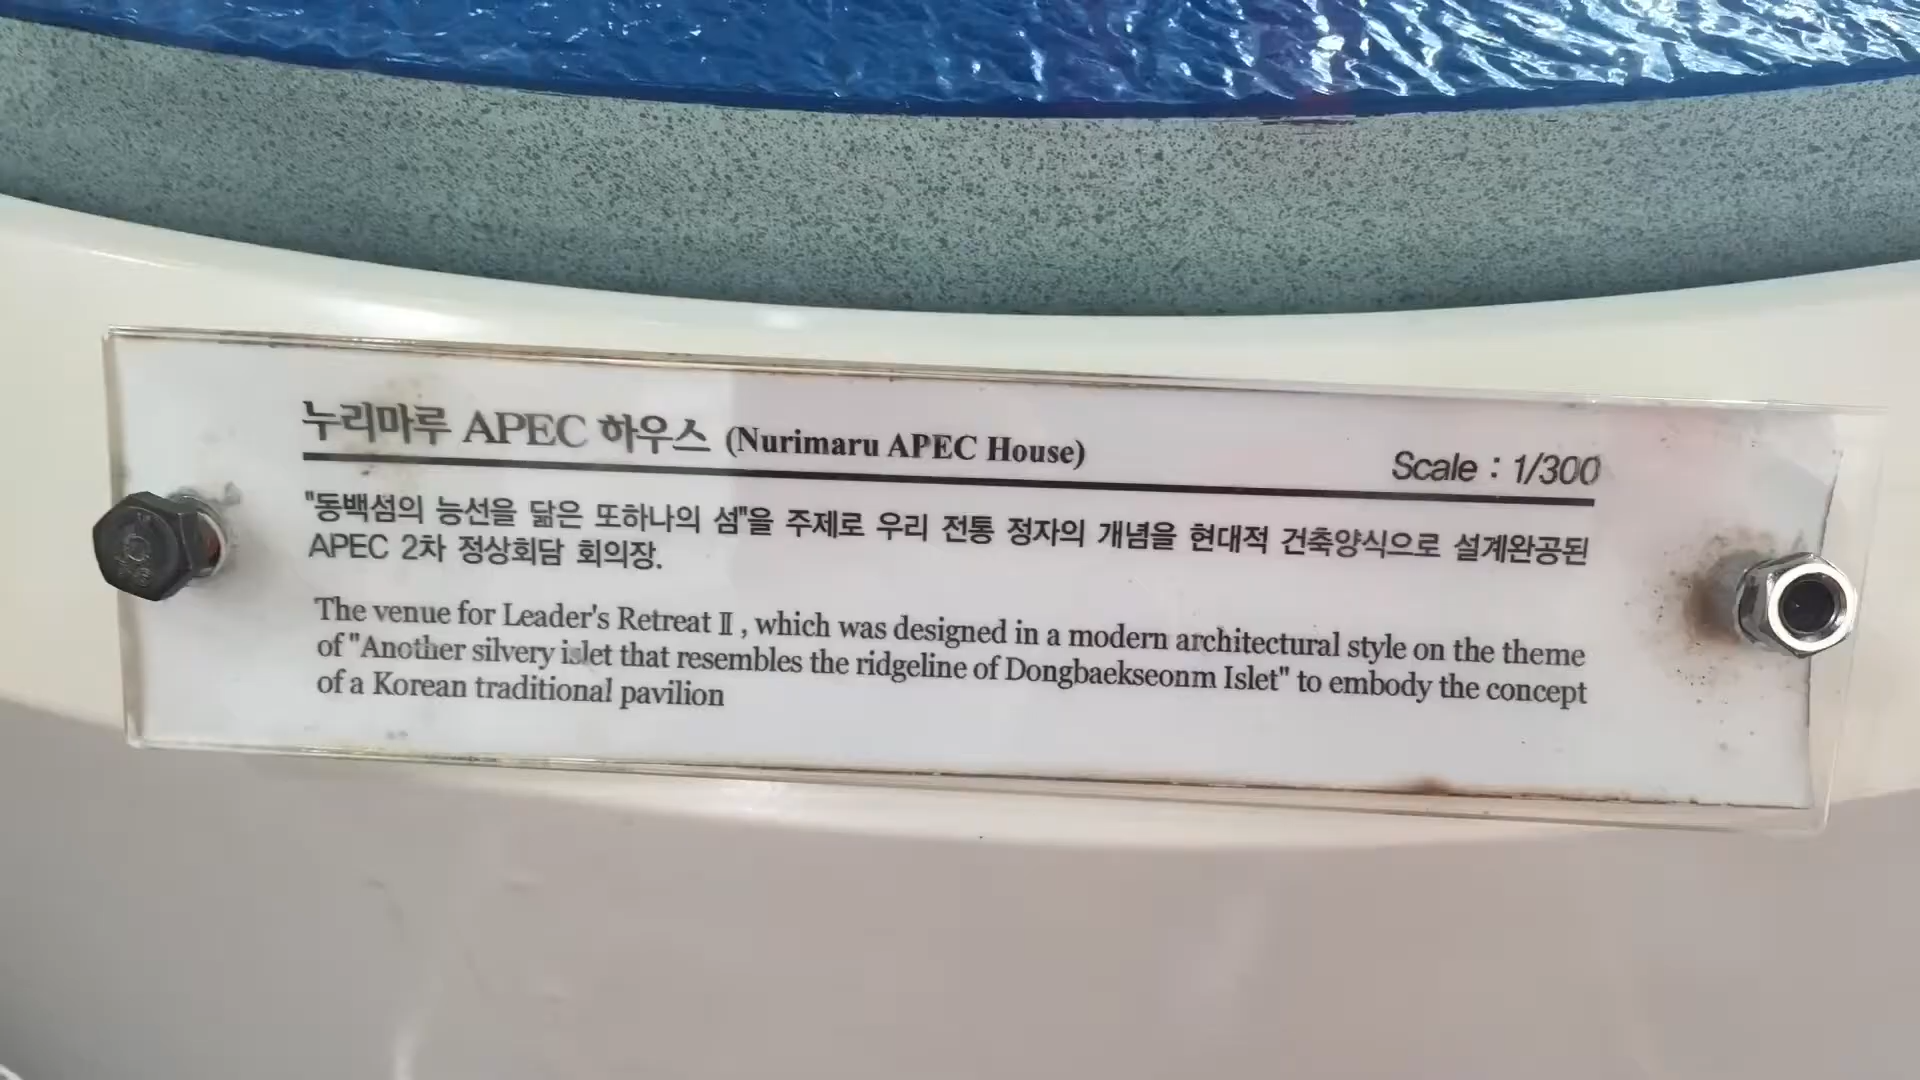 누리마루 APEC 하우스 (Nurimaru APEC House) Scale : 1/300
"동백섬의 능선을 닮은 또하나의 섬"을 주제로 우리 전통 정자의 개념을 현대적 건축양식으로 설계완공된
APEC 2차 정상회담 회의장.
The venue for Leader's Retreat Ⅱ, which was designed in a modern architectural style on the theme
of "Another silvery islet that resembles the ridgeline of Dongbaekseonm Islet" to embody the concept
of a Korean traditional pavilion